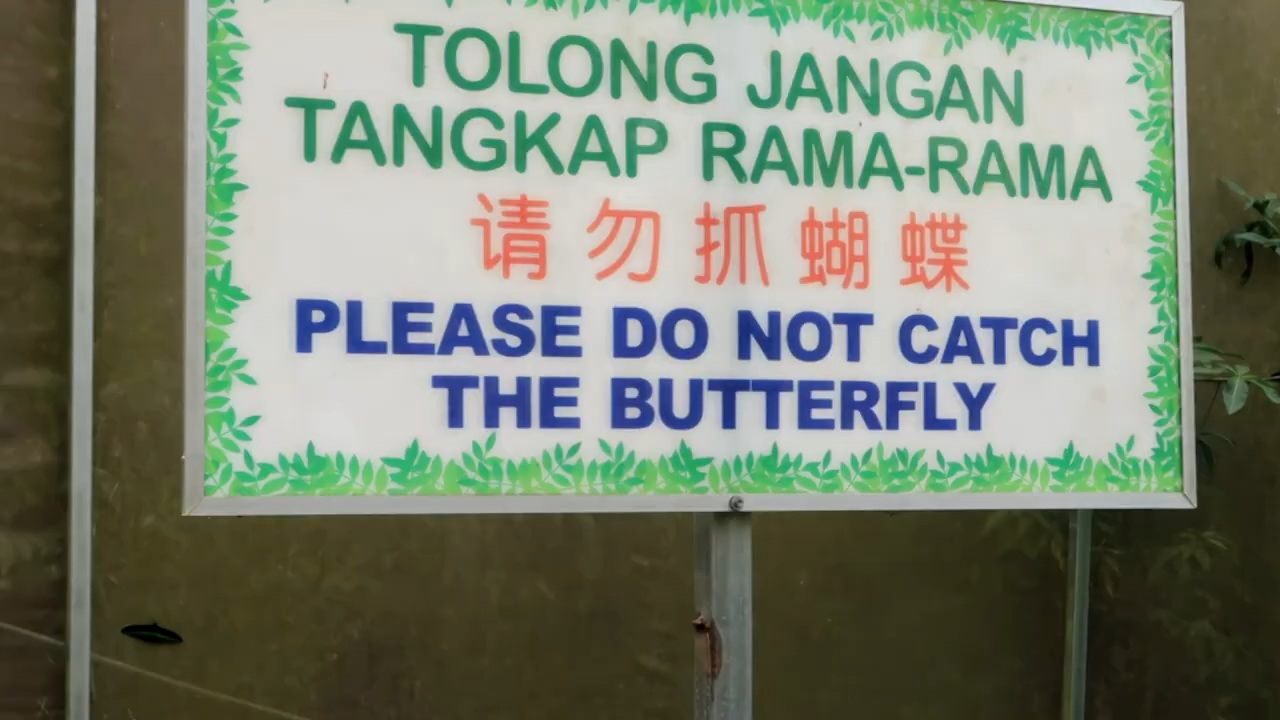 TOLONG JANGAN
TANGKAP RAMA-RAMA
请勿抓蝴蝶
PLEASE DO NOT CATCH
THE BUTTERFLY